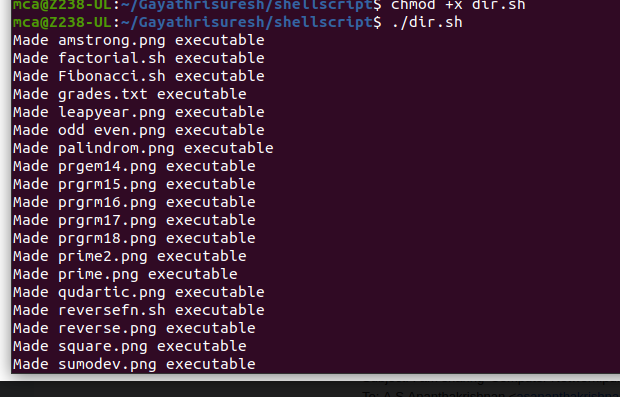 mca@Z238-UL:~/Gayathrisuresh/shellscript$ chmod +x dir.sh
mca@Z238-UL:~/Gayathrisuresh/shellscript$ ./dir.sh
Made amstrong.png executable
Made factorial.sh executable
Made Fibonacci.sh executable
Made grades.txt executable
Made leapyear.png executable
Made odd even.png executable
Made palindrom.png executable
Made prgem14.png executable
Made prgrm15.png executable
Made prgrm16.png executable
Made prgrm17.png executable
Made prgrm18.png executable
Made prime2.png executable
Made prime.png executable
Made qudartic.png executable
Made reversefn.sh executable
Made reverse.png executable
Made square.png executable
Made sumodev.png executable